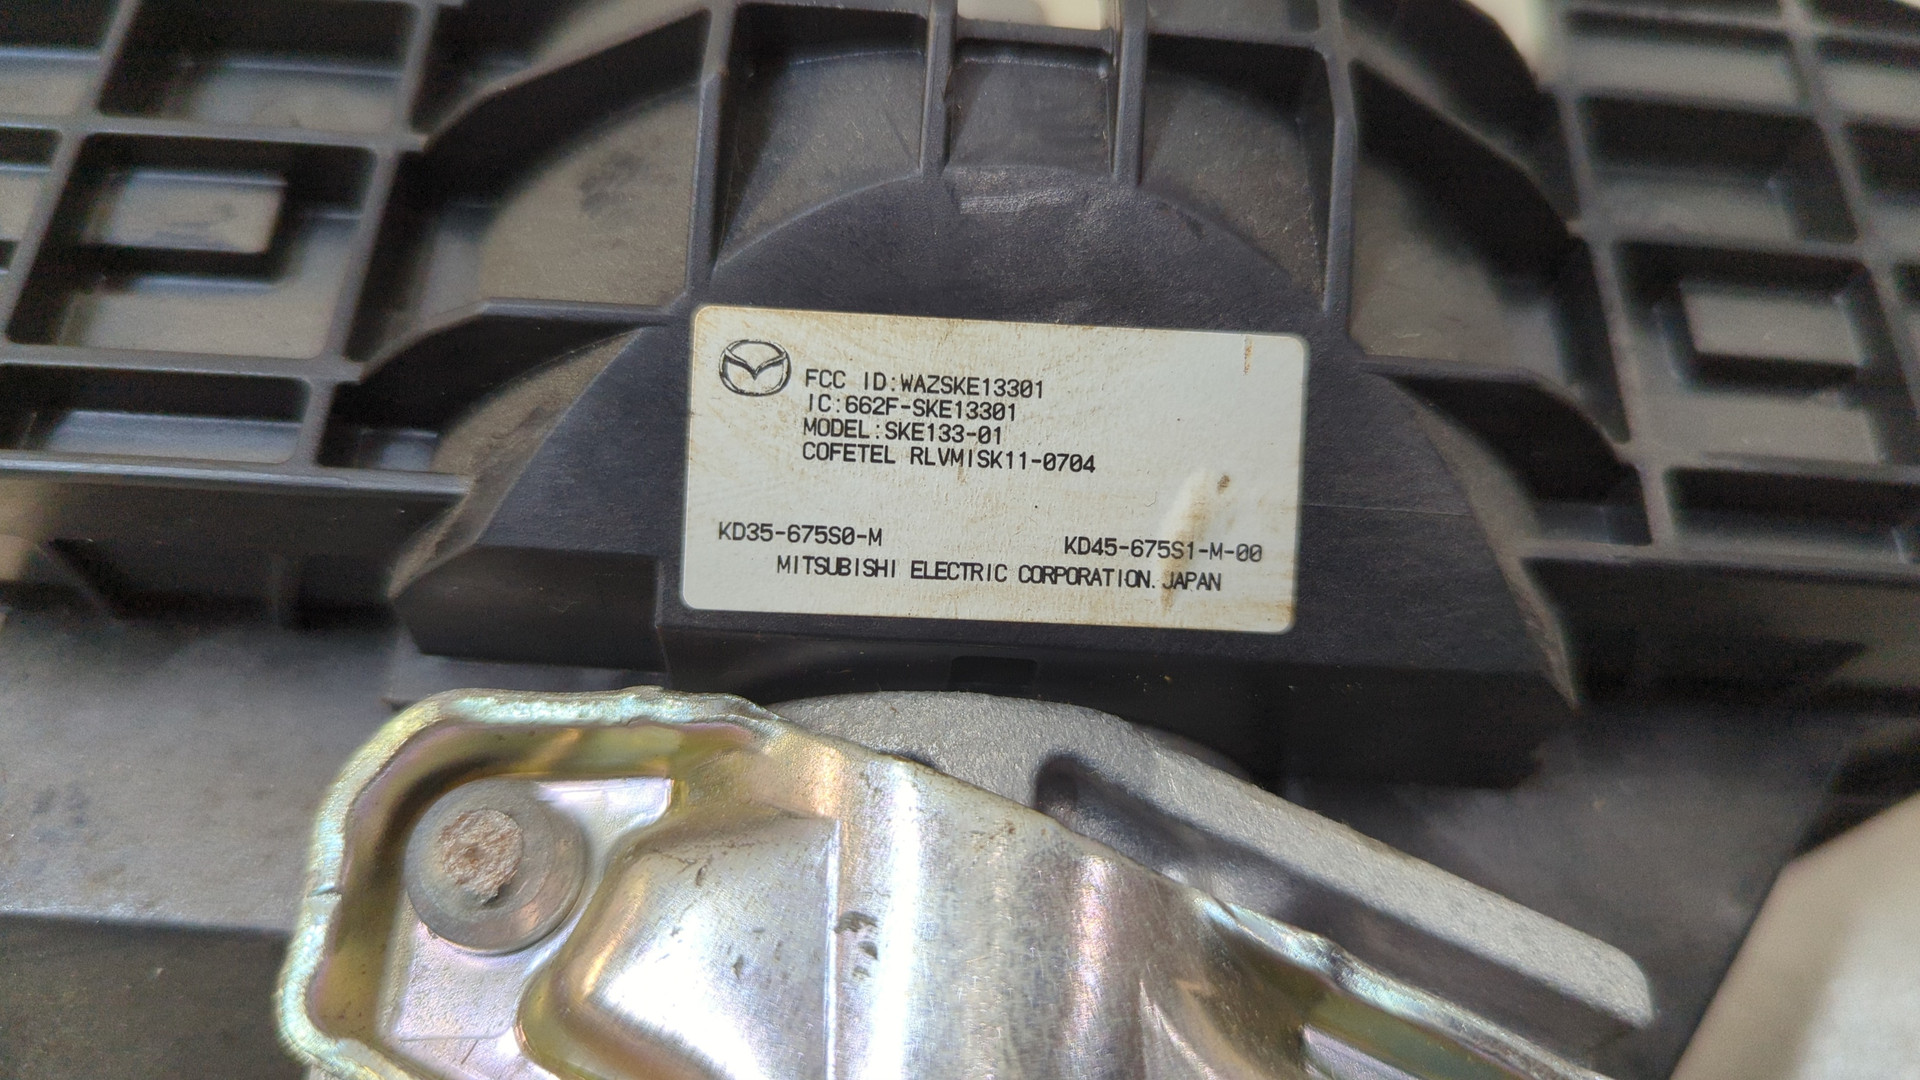 FCC ID:WAZSKE13301
IC:662F-SKE13301
MODEL:SKE133-01
COFETEL RLVMISK11-0704
KD35-675S0-M KD45-675S1-M-00
MITSUBISHI ELECTRIC CORPORATION.JAPAN